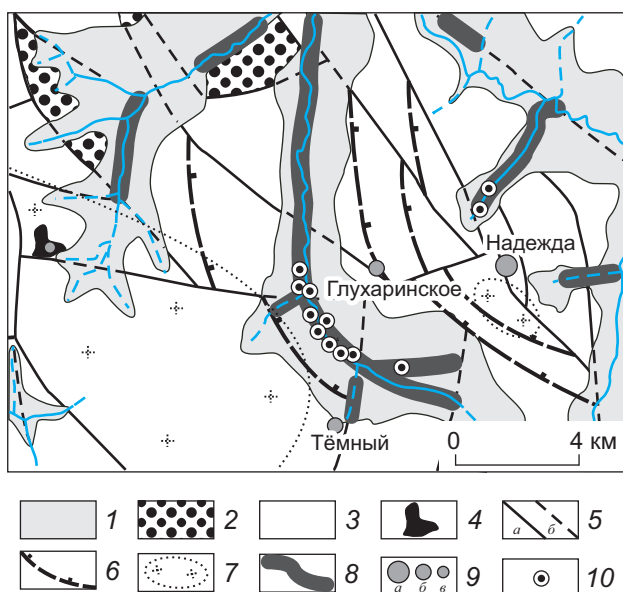 Надежда
Глухаринское
Тёмный
0 4 км
1 2 3 4 а б 5
6 7 8 а б в 9 10